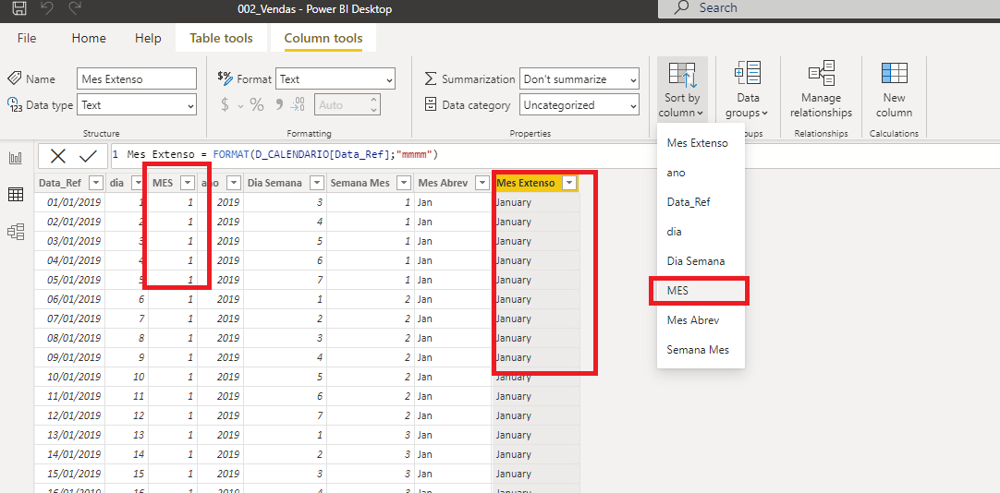 002_Vendas - Power BI Desktop
Search
File Home Help Table tools Column tools
Name Mes Extenso
Data type Text
Structure
Format Text
$ % Auto
Formatting
Summarization Don't summarize
Data category Uncategorized
Properties
Sort by column
Data groups
Groups
Manage relationships
Relationships
New column
Calculations
Mes Extenso
ano
Data_Ref
dia
Dia Semana
MES
Mes Abrev
Semana Mes
1 Mes Extenso = FORMAT(D_CALENDARIO[Data_Ref];"mmmm")
Data_Ref dia MES ano Dia Semana Semana Mes Mes Abrev Mes Extenso
01/01/2019 1 1 2019 3 1 Jan January
02/01/2019 2 1 2019 4 1 Jan January
03/01/2019 3 1 2019 5 1 Jan January
04/01/2019 4 1 2019 6 1 Jan January
05/01/2019 5 1 2019 7 1 Jan January
06/01/2019 6 1 2019 1 2 Jan January
07/01/2019 7 1 2019 2 2 Jan January
08/01/2019 8 1 2019 3 2 Jan January
09/01/2019 9 1 2019 4 2 Jan January
10/01/2019 10 1 2019 5 2 Jan January
11/01/2019 11 1 2019 6 2 Jan January
12/01/2019 12 1 2019 7 2 Jan January
13/01/2019 13 1 2019 1 3 Jan January
14/01/2019 14 1 2019 2 3 Jan January
15/01/2019 15 1 2019 3 3 Jan January
16/01/2019 16 1 2019 4 3 Jan January